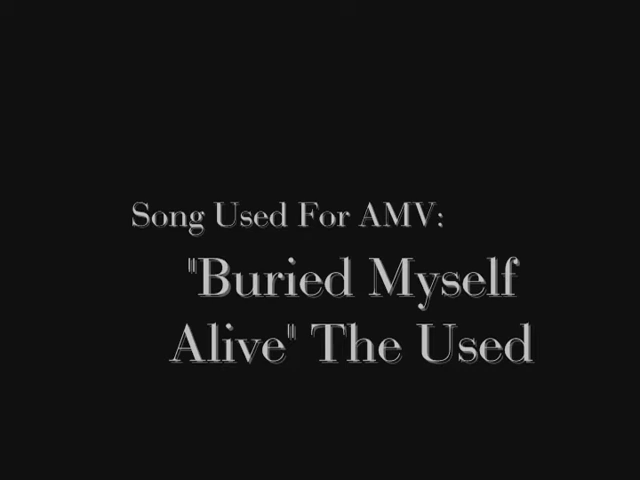 Song Used For AMV:
"Buried Myself
Alive" The Used